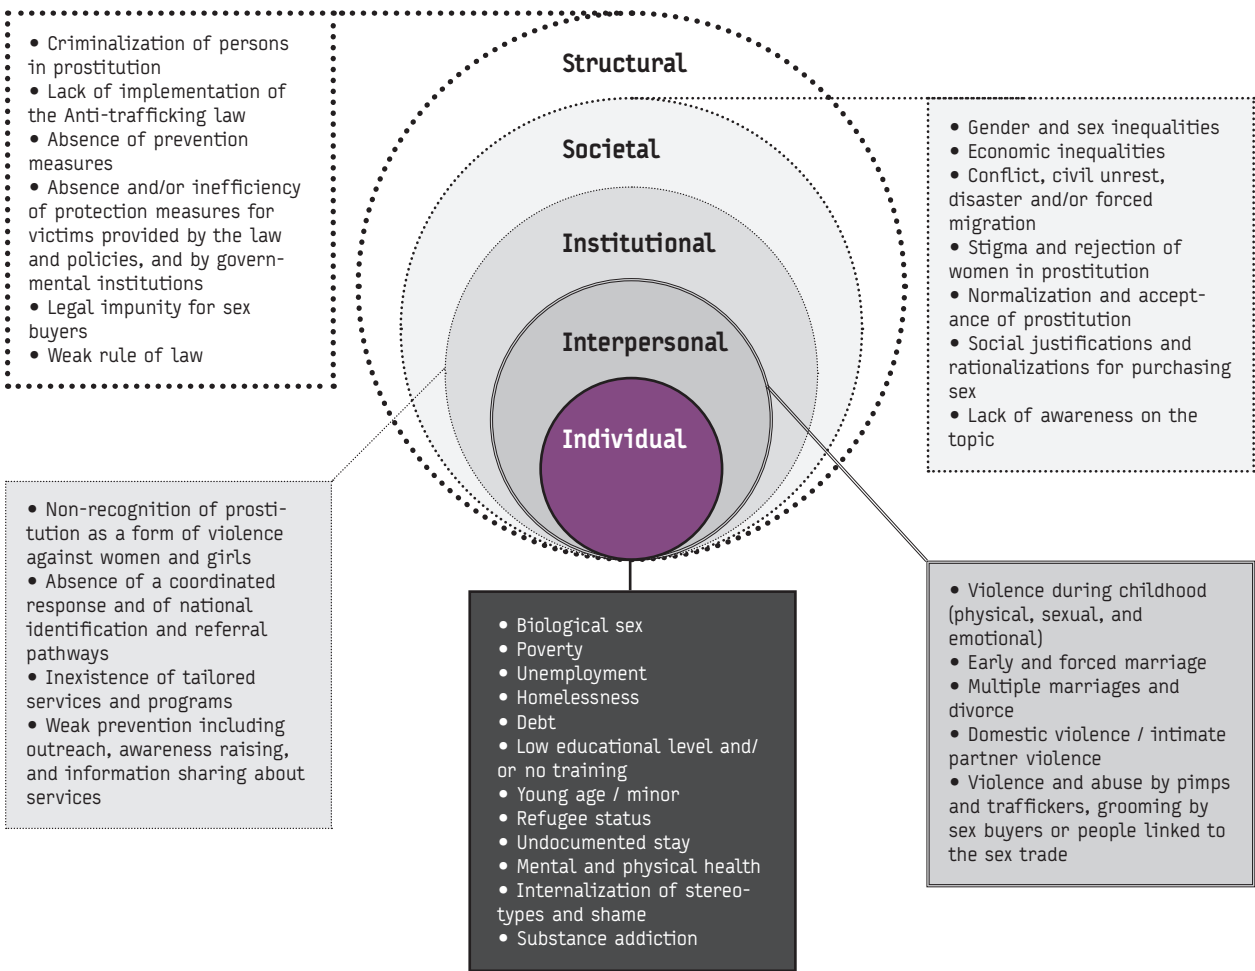 • Criminalization of persons
in prostitution
• Lack of implementation of
the Anti-trafficking law
• Absence of prevention
measures
• Absence and/or inefficiency
of protection measures for
victims provided by the law
and policies, and by govern-
mental institutions
• Legal impunity for sex
buyers
• Weak rule of law
Structural
Societal
Institutional
Interpersonal
Individual
• Gender and sex inequalities
• Economic inequalities
• Conflict, civil unrest,
disaster and/or forced
migration
• Stigma and rejection of
women in prostitution
• Normalization and accept-
ance of prostitution
• Social justifications and
rationalizations for purchasing
sex
• Lack of awareness on the
topic
• Non-recognition of prosti-
tution as a form of violence
against women and girls
• Absence of a coordinated
response and of national
identification and referral
pathways
• Inexistence of tailored
services and programs
• Weak prevention including
outreach, awareness raising,
and information sharing about
services
• Biological sex
• Poverty
• Unemployment
• Homelessness
• Debt
• Low educational level and/
or no training
• Young age / minor
• Refugee status
• Undocumented stay
• Mental and physical health
• Internalization of stereo-
types and shame
• Substance addiction
• Violence during childhood
(physical, sexual, and
emotional)
• Early and forced marriage
• Multiple marriages and
divorce
• Domestic violence / intimate
partner violence
• Violence and abuse by pimps
and traffickers, grooming by
sex buyers or people linked to
the sex trade